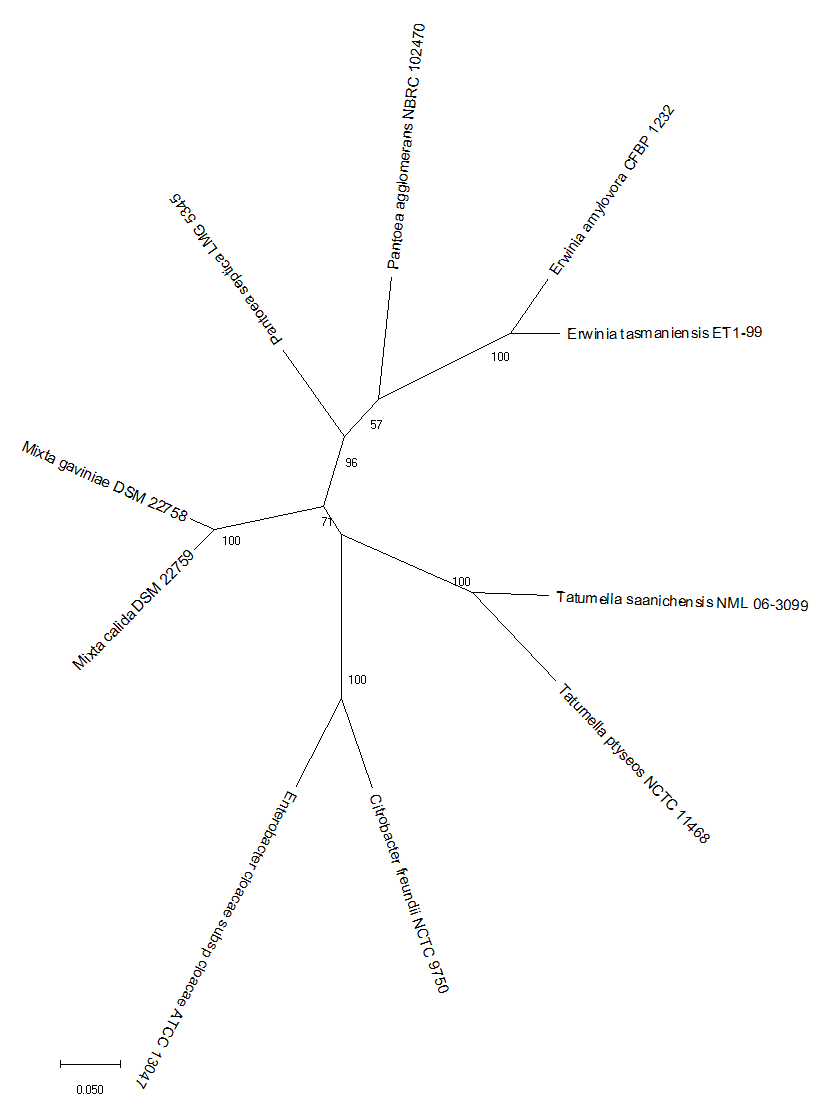 Pantoea agglomerans NBRC 102470
Erwinia amylovora CFBP 1232
Pantoea septica LMG 5345
Erwinia tasmaniensis ET1-99
100
57
96
Mixta gaviniae DSM 22758
71
100
Mixta calida DSM 22759
100
Tatumella saanichensis NML 06-3099
100
Tatumella ptyseos NCTC 11468
Citrobacter freundii NCTC 9750
Enterobacter cloacae subsp cloacae ATCC 13047
0.050